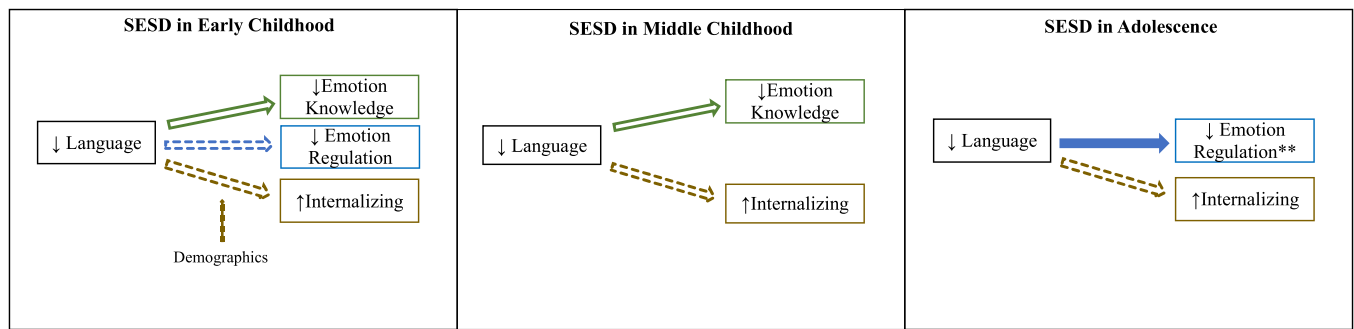 SESD in Early Childhood
↓Emotion
Knowledge
↓ Language
↓ Emotion
Regulation
↑Internalizing
Demographics
SESD in Middle Childhood
↓Emotion
Knowledge
↓ Language
↑Internalizing
SESD in Adolescence
↓ Language
↓ Emotion
Regulation**
↑Internalizing